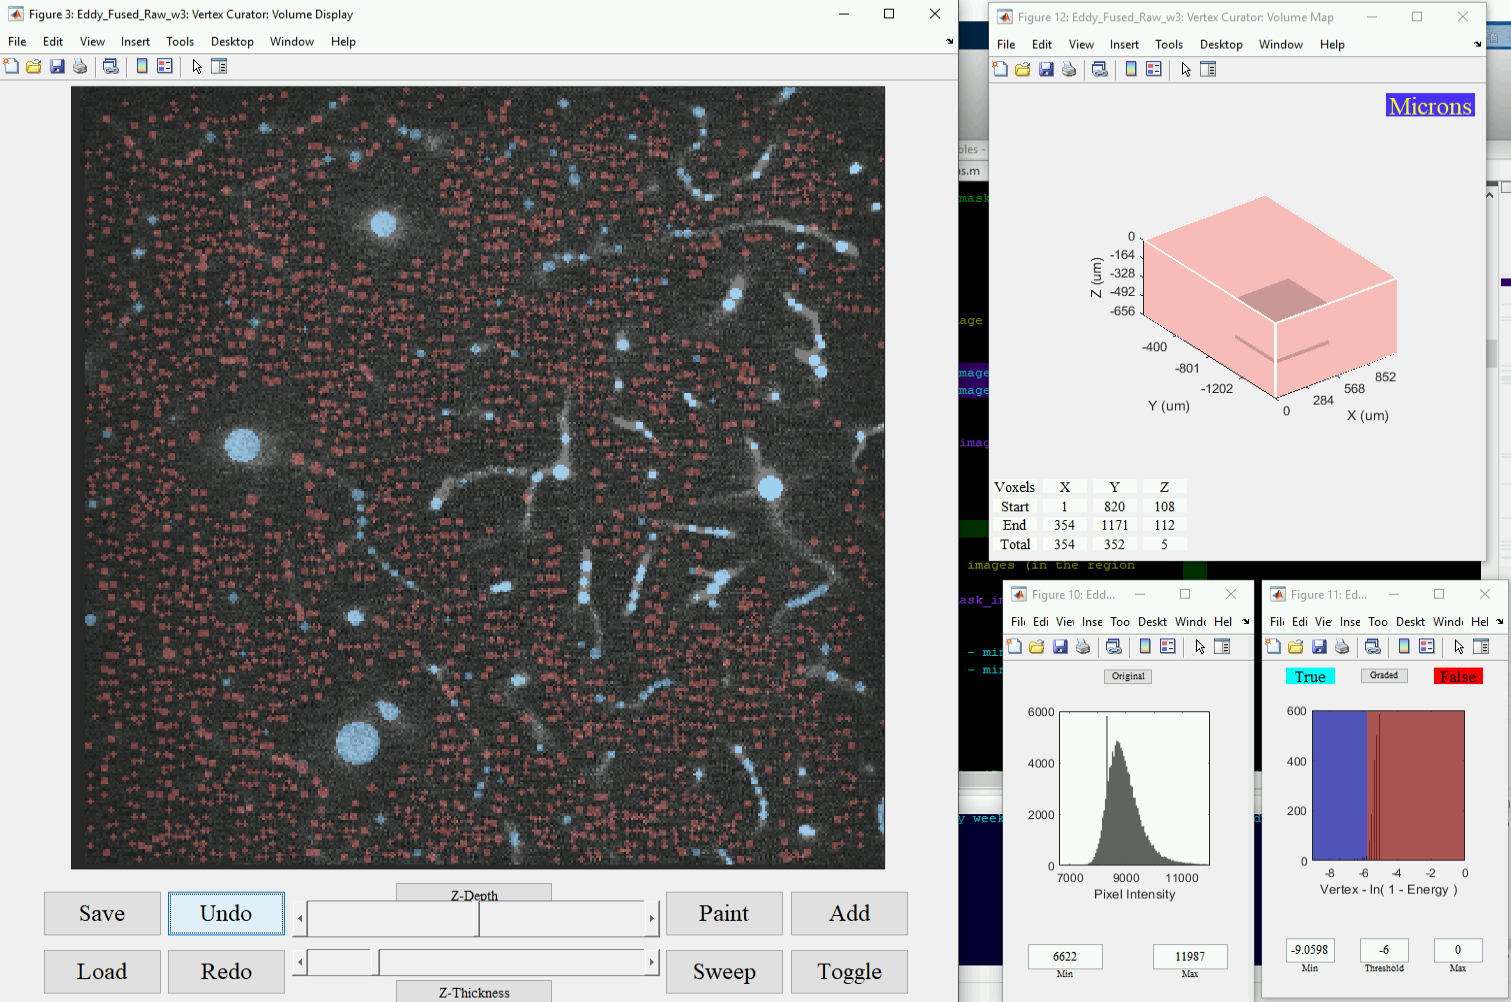 Figure 3: Eddy_Fused_Raw_w3: Vertex Curator: Volume Display
File Edit View Insert Tools Desktop Window Help
Save Undo Z-Depth Paint Add
Load Redo Z-Thickness Sweep Toggle
Figure 12: Eddy_Fused_Raw_w3: Vertex Curator: Volume Map
File Edit View Insert Tools Desktop Window Help
Microns
0
-164
-328
-492
-656
Z (um)
-400
-801
-1202
Y (um)
0
284
568
852
X (um)
Voxels X Y Z
Start 1 820 108
End 354 1171 112
Total 354 352 5
bles -
s.m
mask
age
mage
mage
imag
images (in the region
ask_in
- min
- min
y week
Figure 10: Edd...
Fil Edi Viev Inse Too Deskt Windc Hel
Original
6000
4000
2000
0
7000 9000 11000
Pixel Intensity
6622 11987
Min Max
Figure 11: Ed...
Fil Edi Vie Inse Too Deskt Windc Hel
True Graded False
600
400
200
0
-8 -6 -4 -2 0
Vertex - ln( 1 - Energy )
-9.0598 -6 0
Min Threshold Max